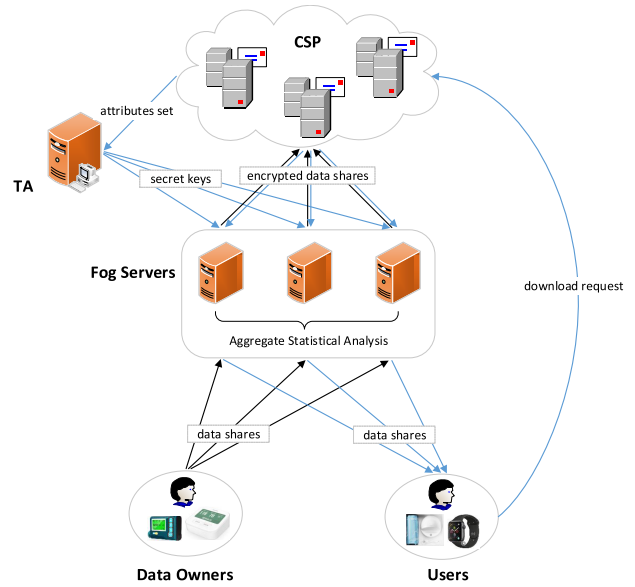 CSP
attributes set
TA
secret keys
encrypted data shares
Fog Servers
download request
Aggregate Statistical Analysis
data shares
data shares
Data Owners
Users